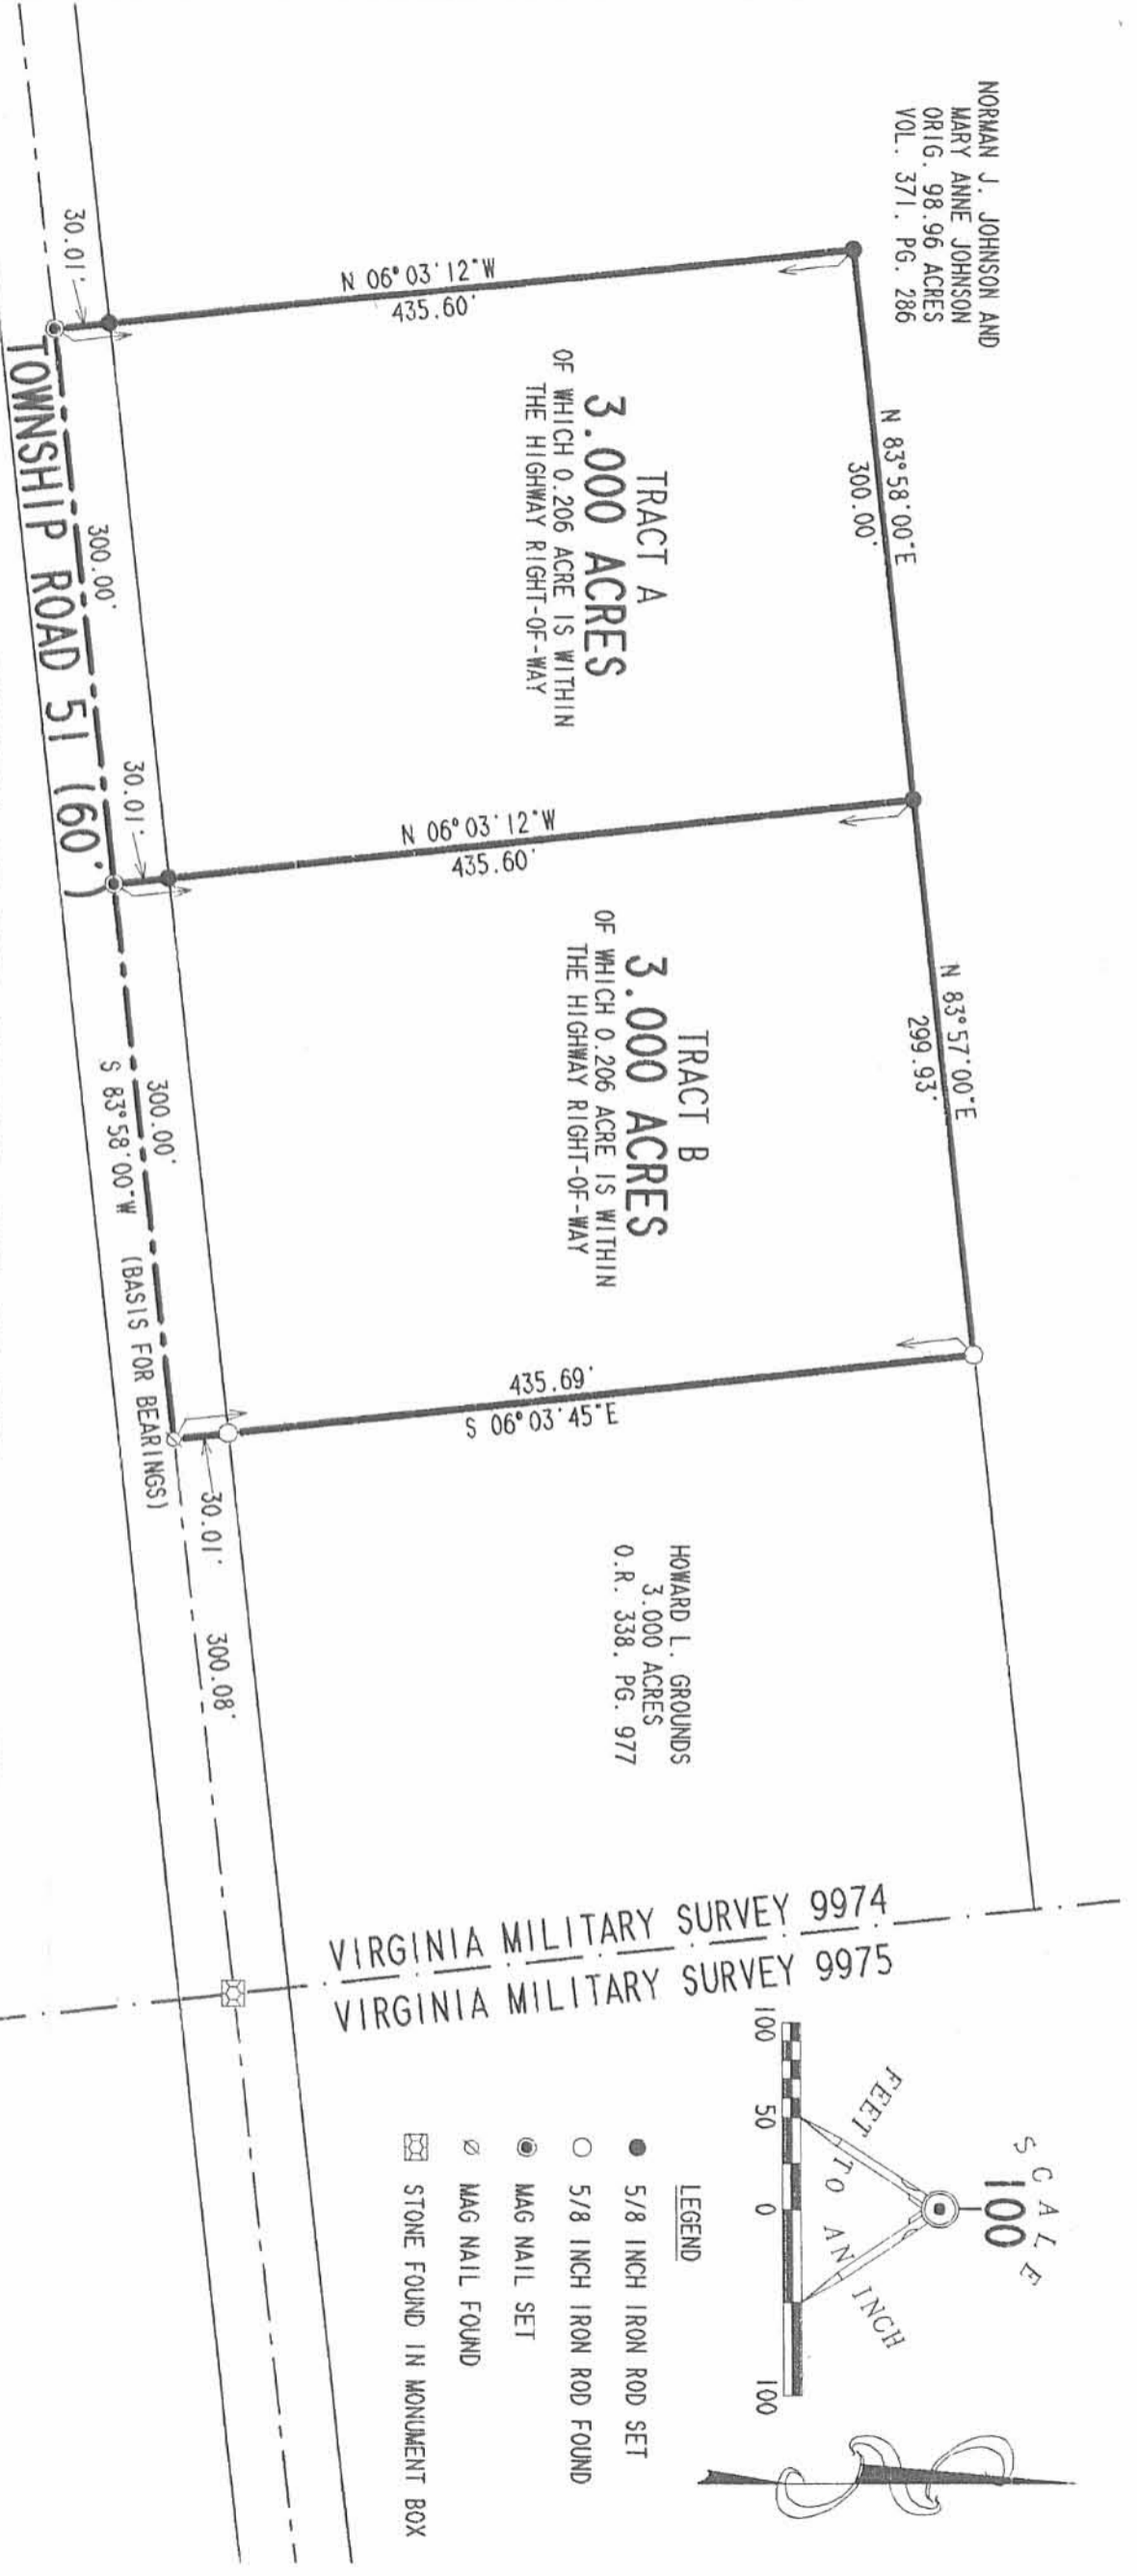 NORMAN J. JOHNSON AND
MARY ANNE JOHNSON
ORIG. 98.96 ACRES
VOL. 371. PG. 286
N 83°58'00"E
300.00'
N 83°57'00"E
299.93'
N 06°03'12"W
435.60'
TRACT A
3.000 ACRES
OF WHICH 0.206 ACRE IS WITHIN
THE HIGHWAY RIGHT-OF-WAY
N 06°03'12"W
435.60'
TRACT B
3.000 ACRES
OF WHICH 0.206 ACRE IS WITHIN
THE HIGHWAY RIGHT-OF-WAY
435.69'
S 06°03'45"E
HOWARD L. GROUNDS
3.000 ACRES
O.R. 338. PG. 977
30.01'
300.00'
30.01'
300.00'
30.01'
300.08'
TOWNSHIP ROAD 51 (60')
S 83°58'00"W (BASIS FOR BEARINGS)
VIRGINIA MILITARY SURVEY 9974
VIRGINIA MILITARY SURVEY 9975
SCALE
100
FEET TO AN INCH
100 50 0 100
LEGEND
5/8 INCH IRON ROD SET
5/8 INCH IRON ROD FOUND
MAG NAIL SET
MAG NAIL FOUND
STONE FOUND IN MONUMENT BOX